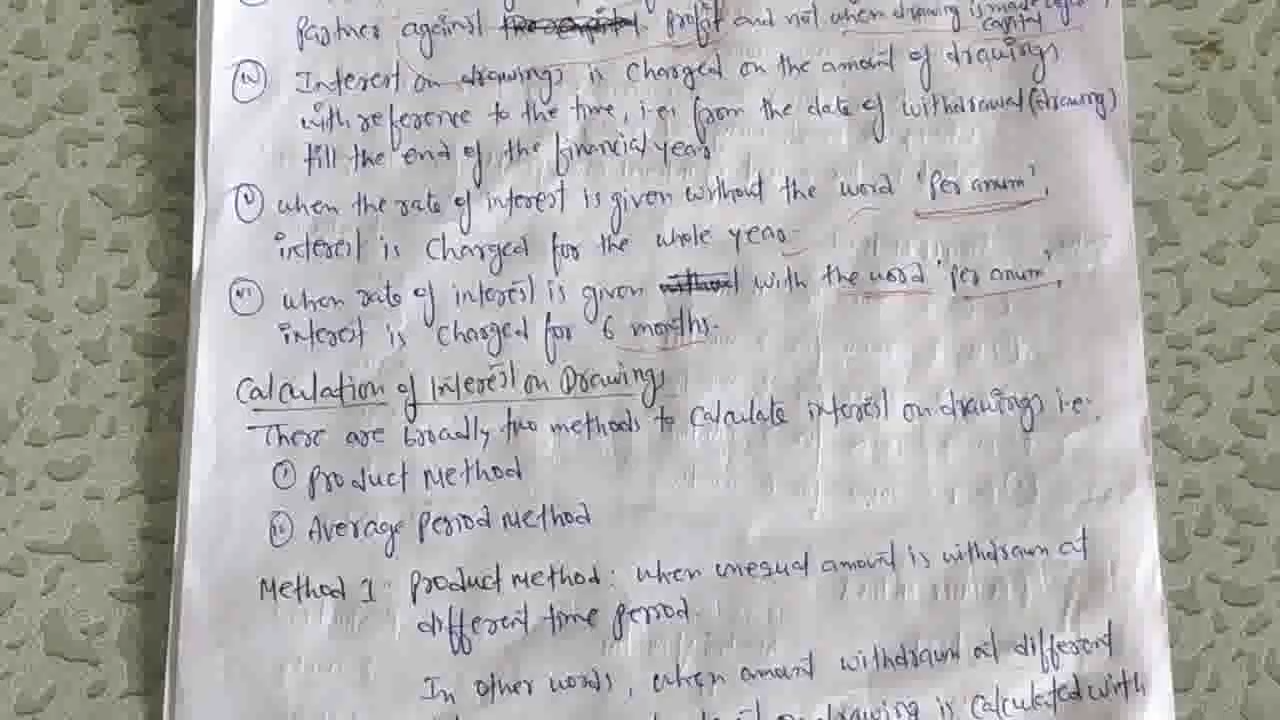 Partner against profit and not when drawing is made against
capital
(iv) Interest on drawings is charged on the amount of drawings
with reference to the time, i.e. from the date of withdrawal (drawing)
till the end of the financial year
(v) when the rate of interest is given without the word 'Per anum',
interest is charged for the whole year.
(vi) when rate of interest is given with the word 'per anum',
interest is charged for 6 months.
Calculation of Interest on Drawings
There are broadly two methods to calculate interest on drawings i.e.
(i) Product Method
(ii) Average Period Method
Method 1: Product method: when unequal amount is withdrawn at
different time period.
In other words, when amount withdrawn at different
on drawing is calculated with